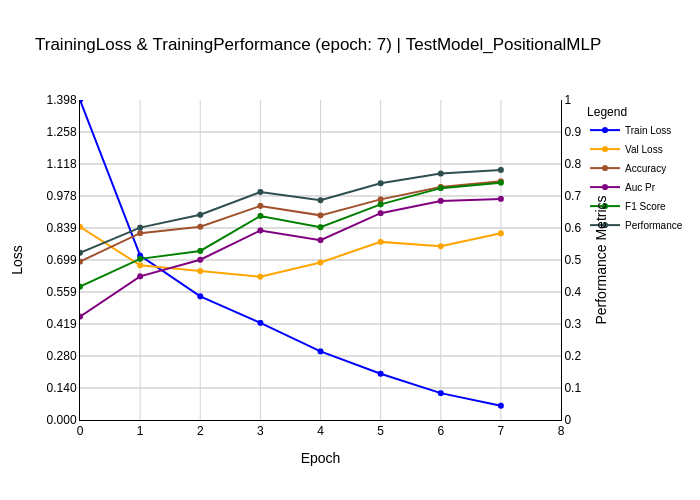 TrainingLoss & TrainingPerformance (epoch: 7) | TestModel_PositionalMLP
Legend
Train Loss
Val Loss
Accuracy
Auc Pr
F1 Score
Performance
Loss
1.398
1.258
1.118
0.978
0.839
0.699
0.559
0.419
0.280
0.140
0.000
1
0.9
0.8
0.7
0.6
0.5
0.4
0.3
0.2
0.1
0
Performance Metrics
0 1 2 3 4 5 6 7 8
Epoch